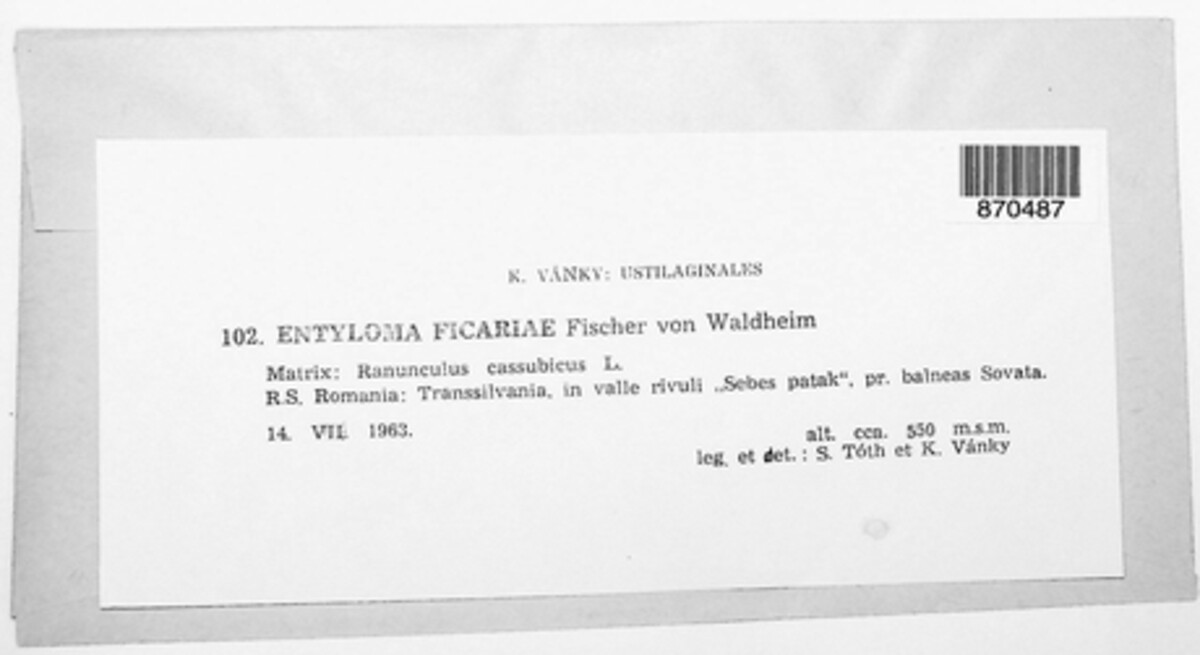 870487
K. VÁNKY: USTILAGINALES
102. ENTYLOMA FICARIAE Fischer von Waldheim
Matrix: Ranunculus cassubicus L.
R.S. Romania: Transsilvania, in valle rivuli „Sebes patak“, pr. balneas Sovata.
14. VII. 1963.
alt. cca. 550 m.s.m.
leg. et det.: S. Tóth et K. Vánky